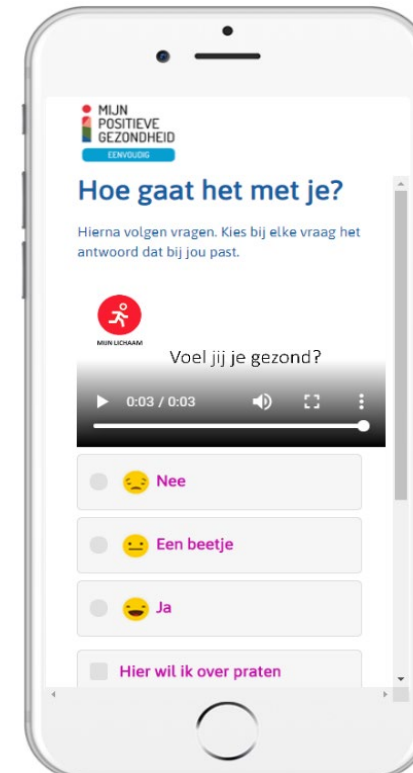 MIJN
POSITIEVE
GEZONDHEID
EENVOUDIG
Hoe gaat het met je?
Hierna volgen vragen. Kies bij elke vraag het
antwoord dat bij jou past.
MIJN LICHAAM
Voel jij je gezond?
0:03 / 0:03
Nee
Een beetje
Ja
Hier wil ik over praten